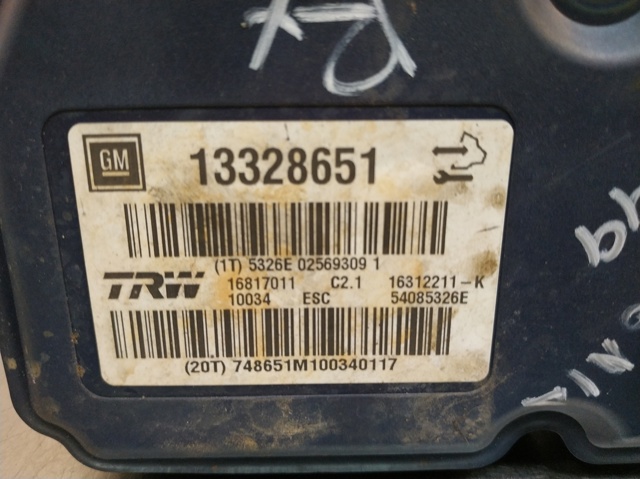 GM 13328651
(1T) 5326E 02569309 1
TRW 16817011 C2.1 16312211-K
10034 ESC 54085326E
(20T) 748651M100340117